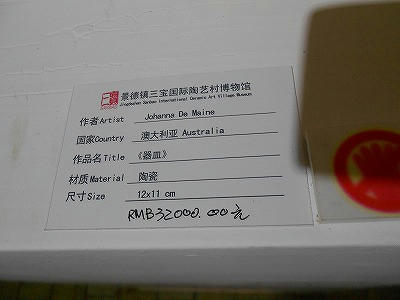 景德镇三宝国际陶艺村博物馆
Jingdezhen Sanbao International Ceramic Art Village Museum
作者Artist Johanna De Maine
国家Country 澳大利亚 Australia
作品名Title 《器皿》
材质Material 陶瓷
尺寸Size 12x11 cm
RMB32000.000元